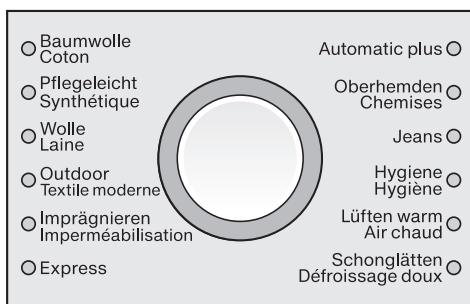 Baumwolle
Coton
Pflegeleicht
Synthétique
Wolle
Laine
Outdoor
Textile moderne
Imprägnieren
Imperméabilisation
Express
Automatic plus
Oberhemden
Chemises
Jeans
Hygiene
Hygiène
Lüften warm
Air chaud
Schonglätten
Défroissage doux